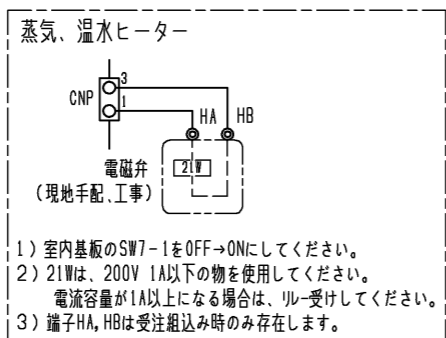 蒸気、温水ヒーター
3
CNP
1
HA HB
電磁弁
21W
(現地手配、工事)
1)室内基板のSW7-1をOFF→ONにしてください。
2)21Wは、200V 1A以下の物を使用してください。
電流容量が1A以上になる場合は、リレー受けしてください。
3)端子HA,HBは受注組込み時のみ存在します。